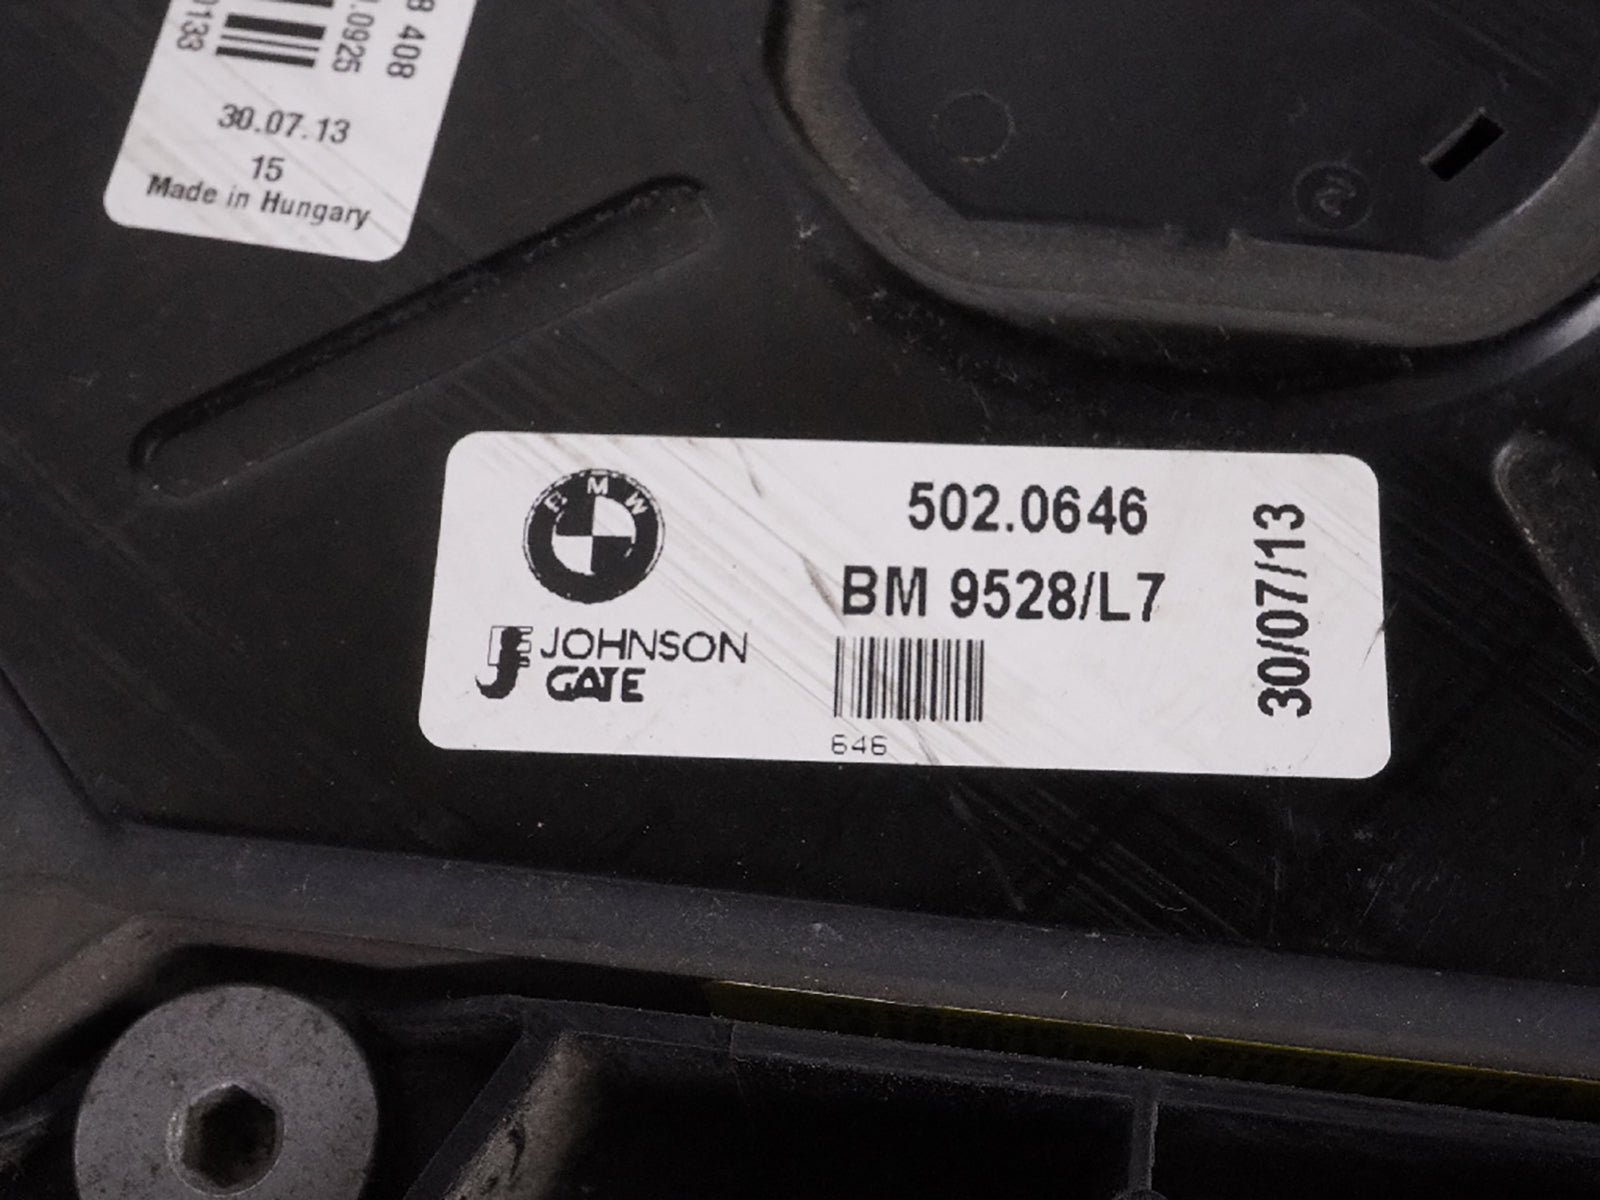 8 408
.0925
0133
30.07.13
15
Made in Hungary
BMW
502.0646
BM 9528/L7
30/07/13
JOHNSON
GATE
646